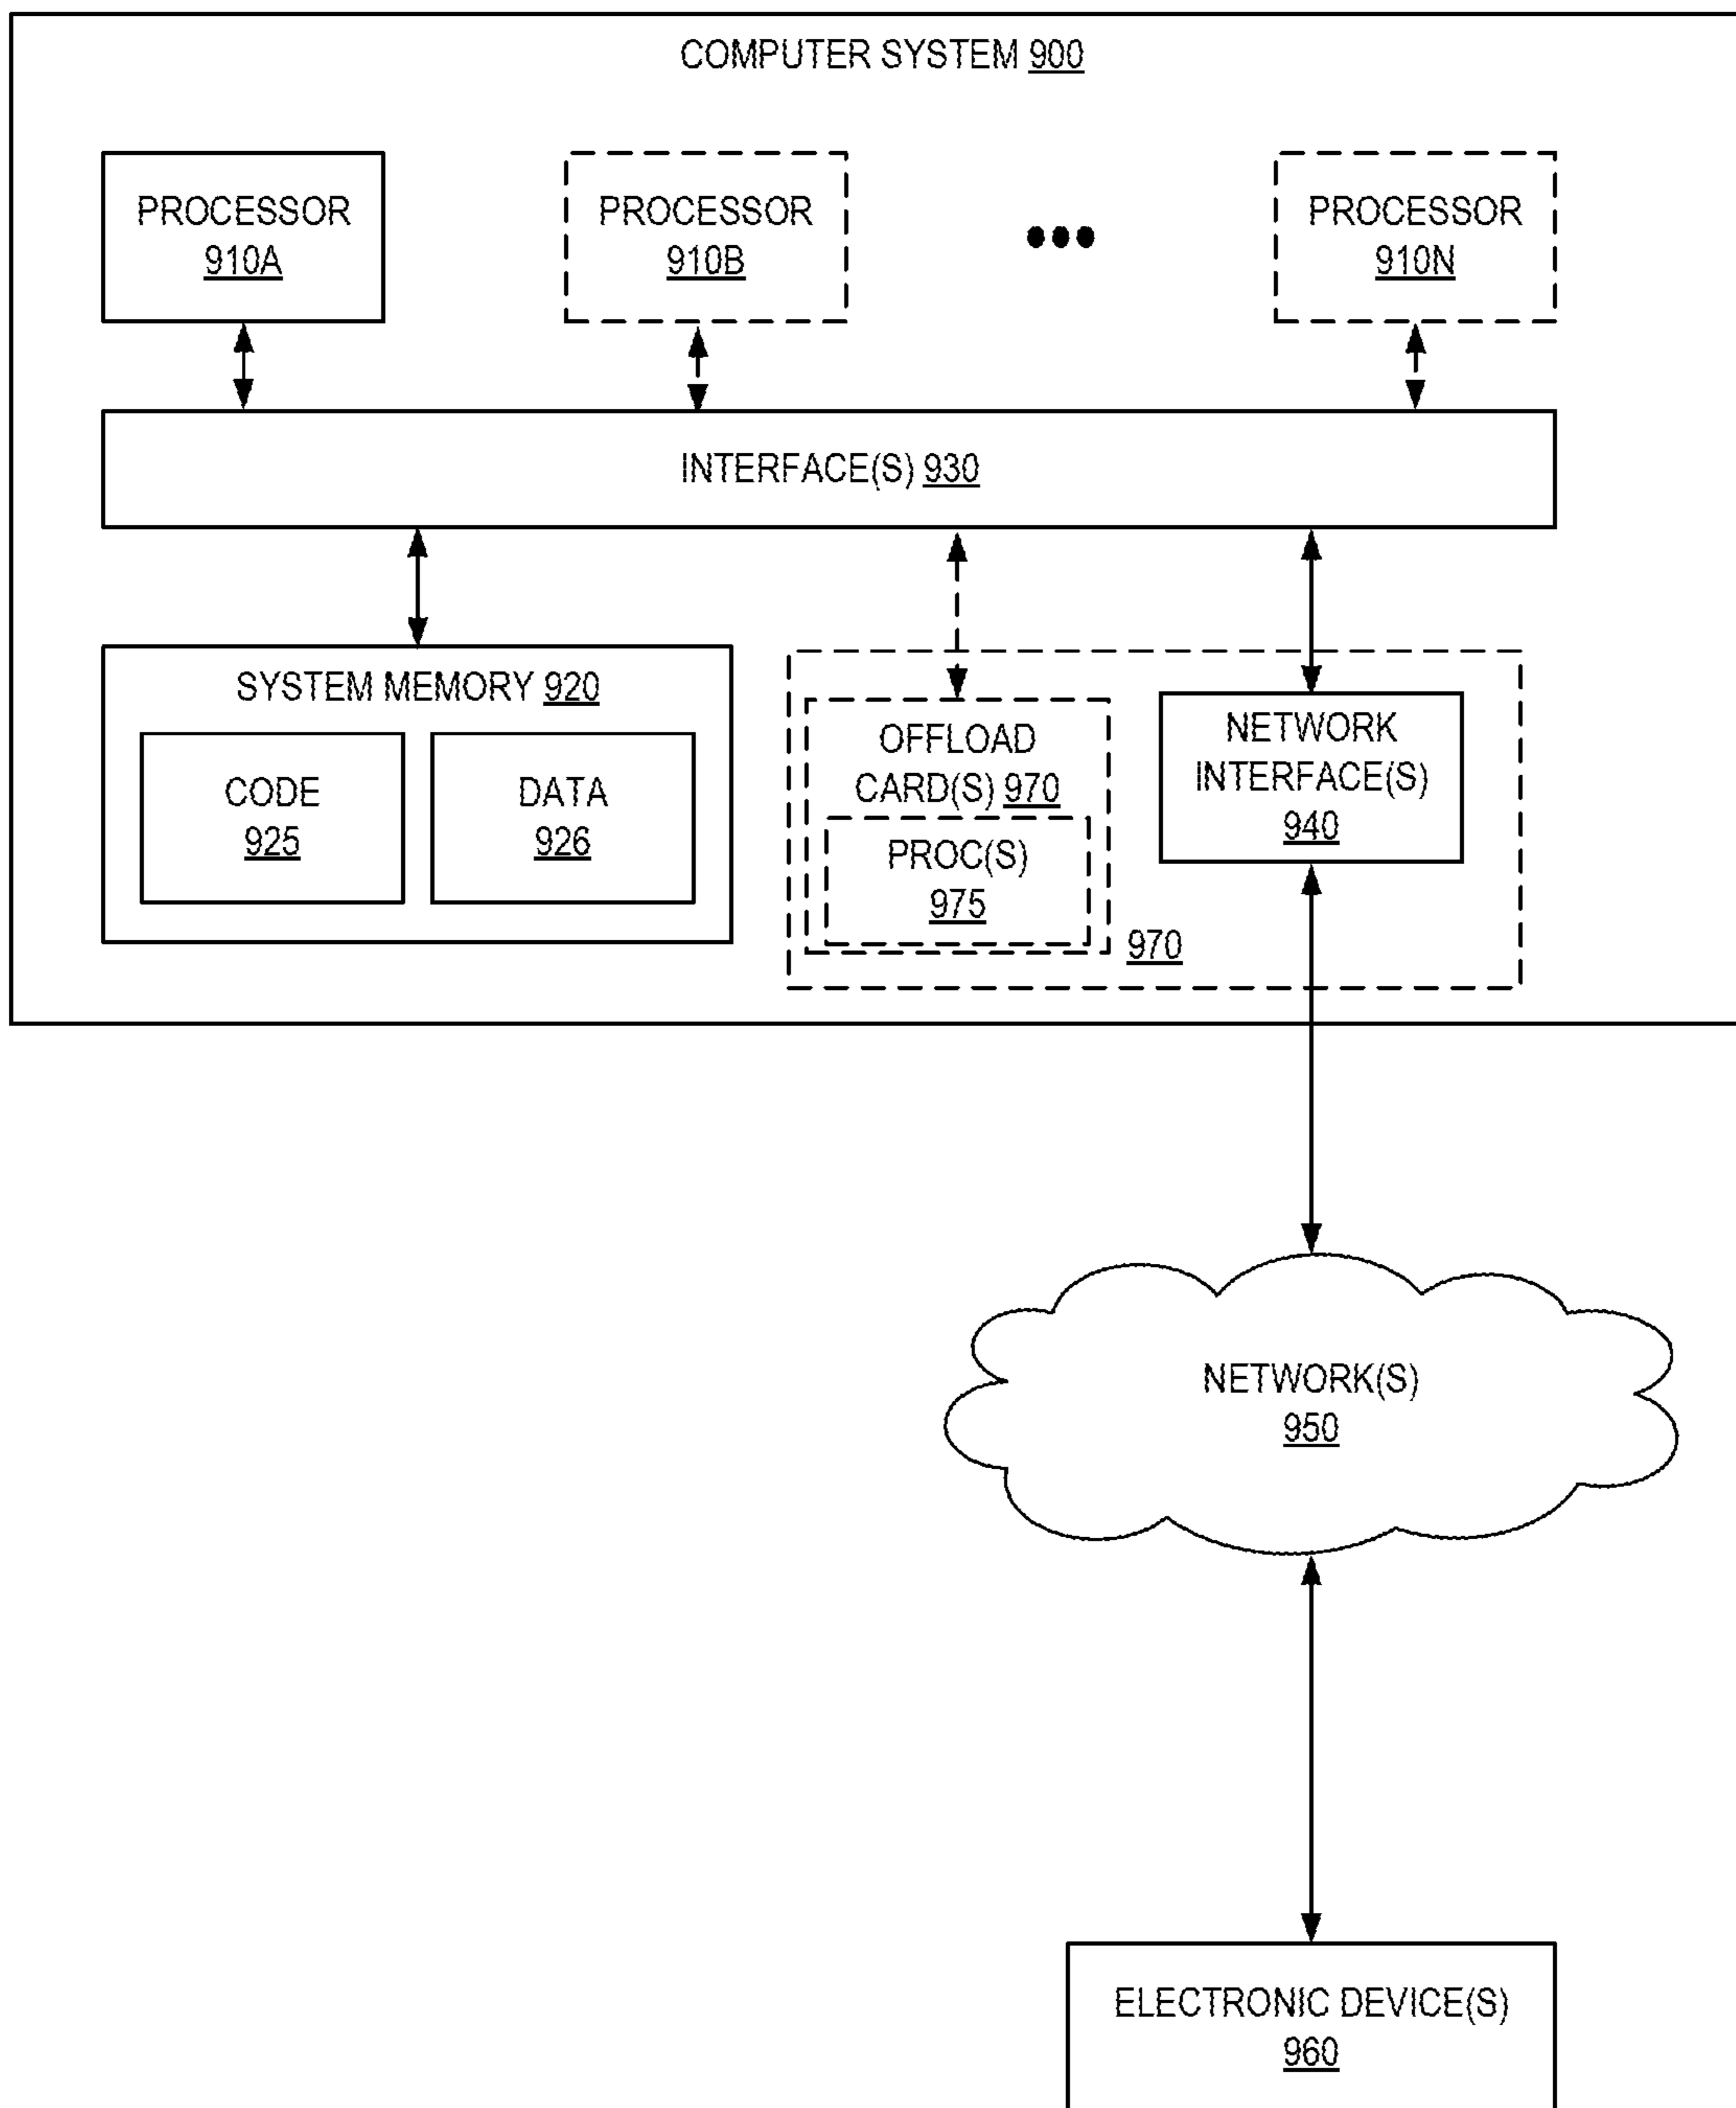 COMPUTER SYSTEM 900
PROCESSOR
910A
PROCESSOR
910B
PROCESSOR
910N
INTERFACE(S) 930
SYSTEM MEMORY 920
CODE
925
DATA
926
OFFLOAD
CARD(S) 970
PROC(S)
975
970
NETWORK
INTERFACE(S)
940
NETWORK(S)
950
ELECTRONIC DEVICE(S)
960